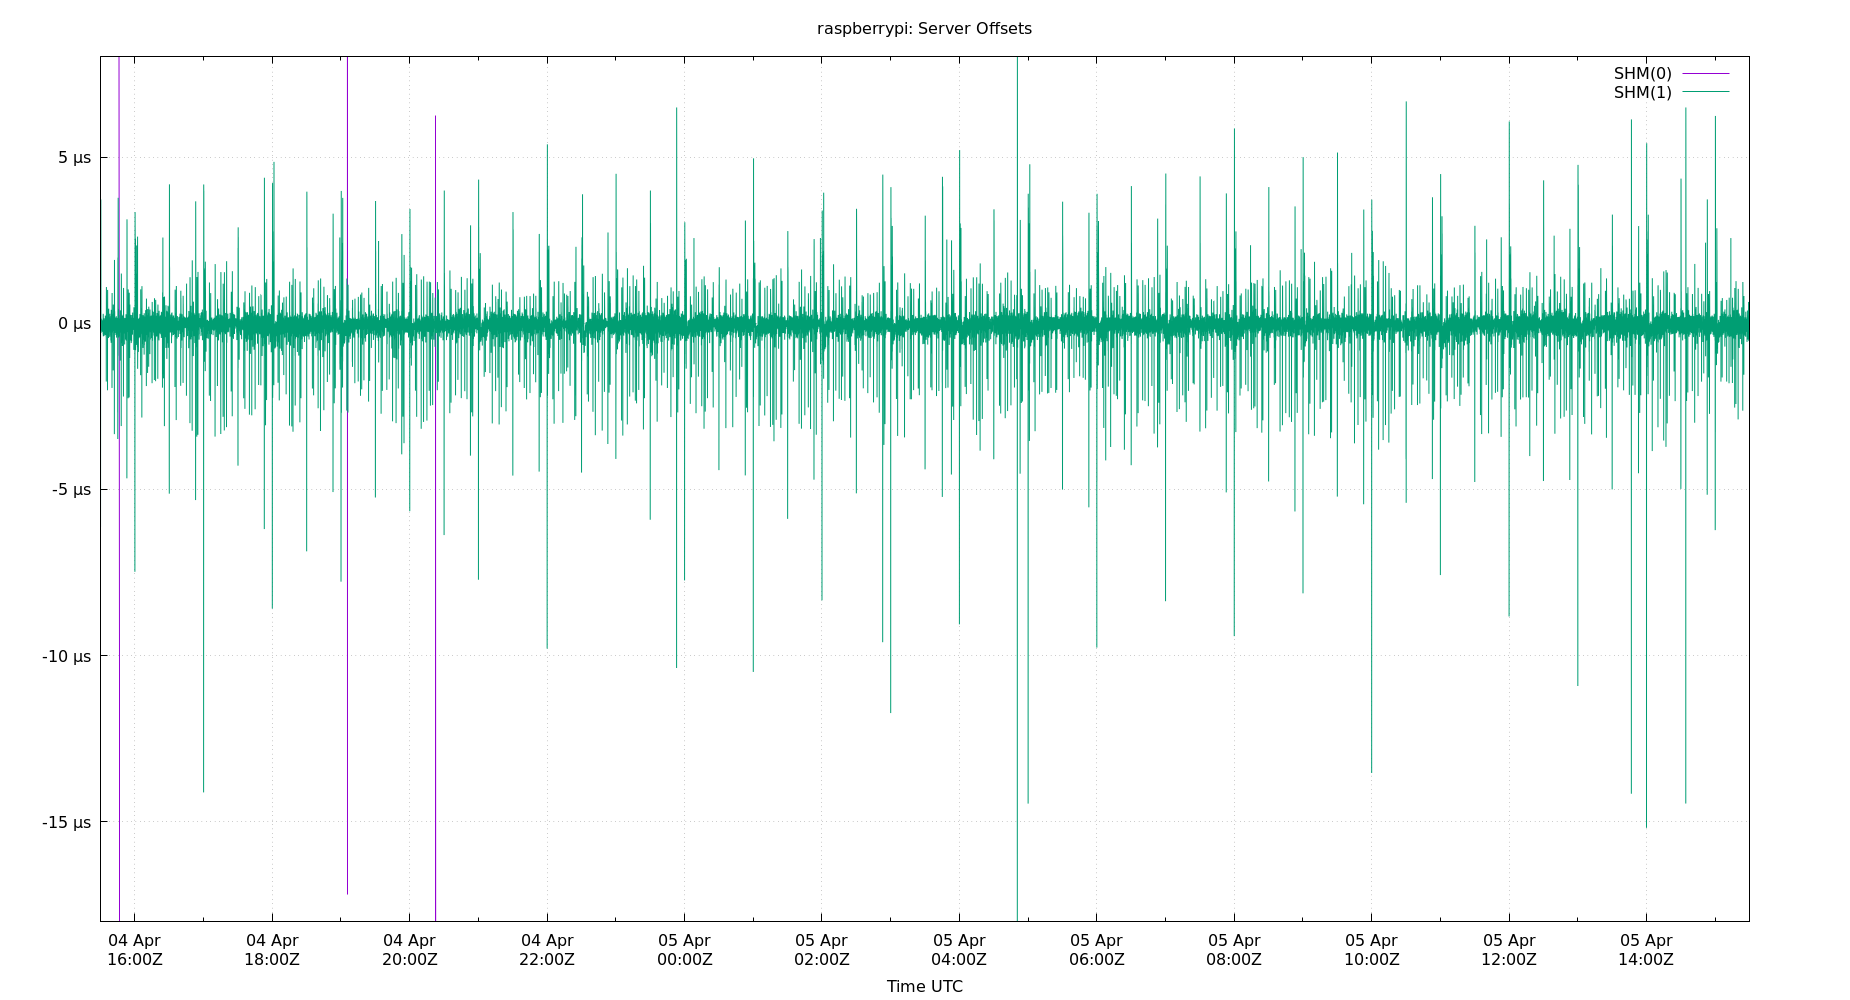 raspberrypi: Server Offsets
SHM(0)
SHM(1)
5 µs
0 µs
-5 µs
-10 µs
-15 µs
04 Apr 04 Apr 04 Apr 04 Apr 05 Apr 05 Apr 05 Apr 05 Apr 05 Apr 05 Apr 05 Apr 05 Apr
16:00Z 18:00Z 20:00Z 22:00Z 00:00Z 02:00Z 04:00Z 06:00Z 08:00Z 10:00Z 12:00Z 14:00Z
Time UTC